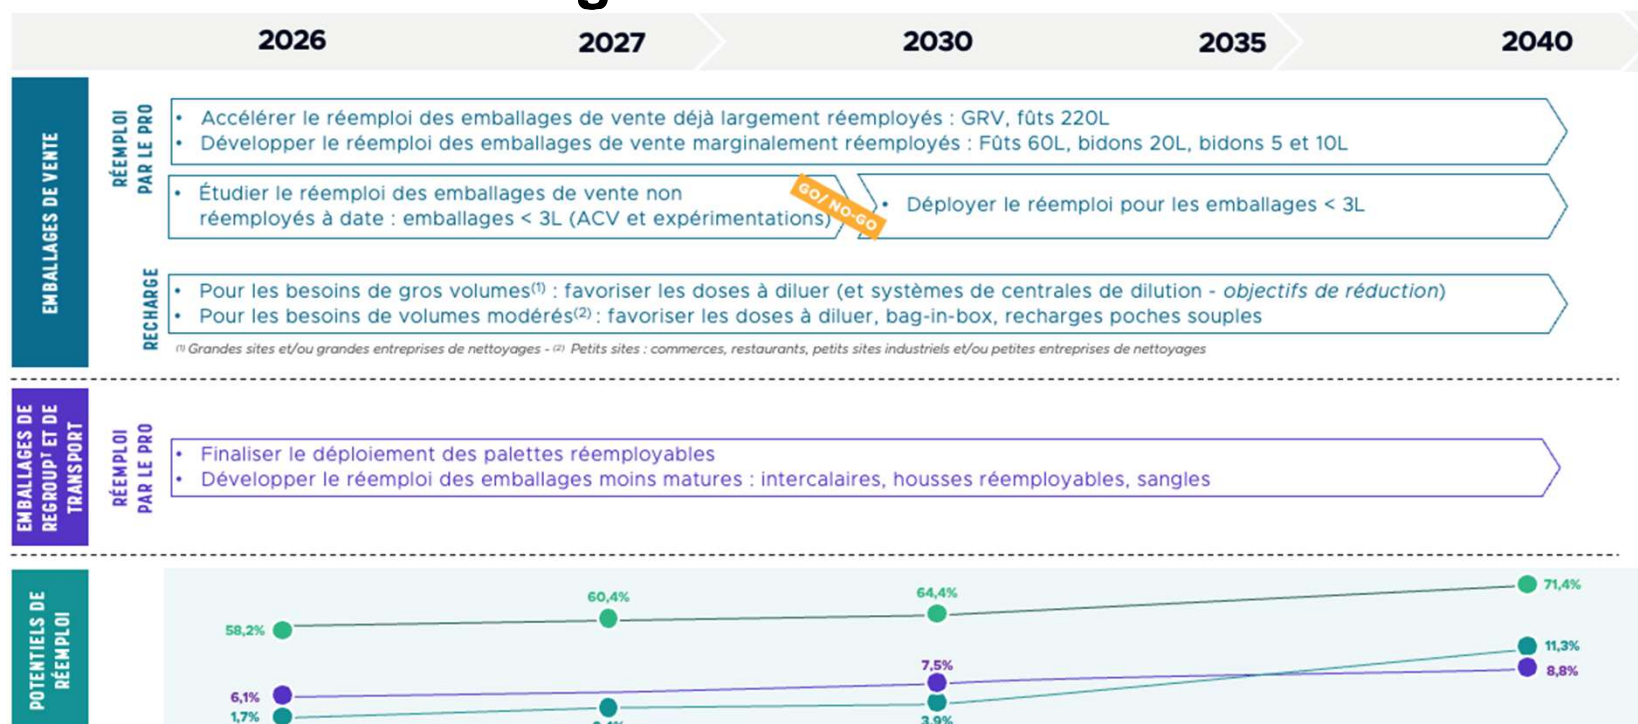 2026 2027 2030 2035 2040
EMBALLAGES DE VENTE
RÉEMPLOI
PAR LE PRO
• Accélérer le réemploi des emballages de vente déjà largement réemployés : GRV, fûts 220L
• Développer le réemploi des emballages de vente marginalement réemployés : Fûts 60L, bidons 20L, bidons 5 et 10L
• Étudier le réemploi des emballages de vente non
réemployés à date : emballages < 3L (ACV et expérimentations)
GO/ NO-GO
• Déployer le réemploi pour les emballages < 3L
RECHARGE
• Pour les besoins de gros volumes(1) : favoriser les doses à diluer (et systèmes de centrales de dilution - objectifs de réduction)
• Pour les besoins de volumes modérés(2) : favoriser les doses à diluer, bag-in-box, recharges poches souples
(1) Grandes sites et/ou grandes entreprises de nettoyages - (2) Petits sites : commerces, restaurants, petits sites industriels et/ou petites entreprises de nettoyages
EMBALLAGES DE
REGROUPT ET DE
TRANSPORT
RÉEMPLOI
PAR LE PRO
• Finaliser le déploiement des palettes réemployables
• Développer le réemploi des emballages moins matures : intercalaires, housses réemployables, sangles
POTENTIELS DE
RÉEMPLOI
58,2% 60,4% 64,4% 71,4%
6,1% 7,5% 8,8%
1,7% 3,9% 11,3%